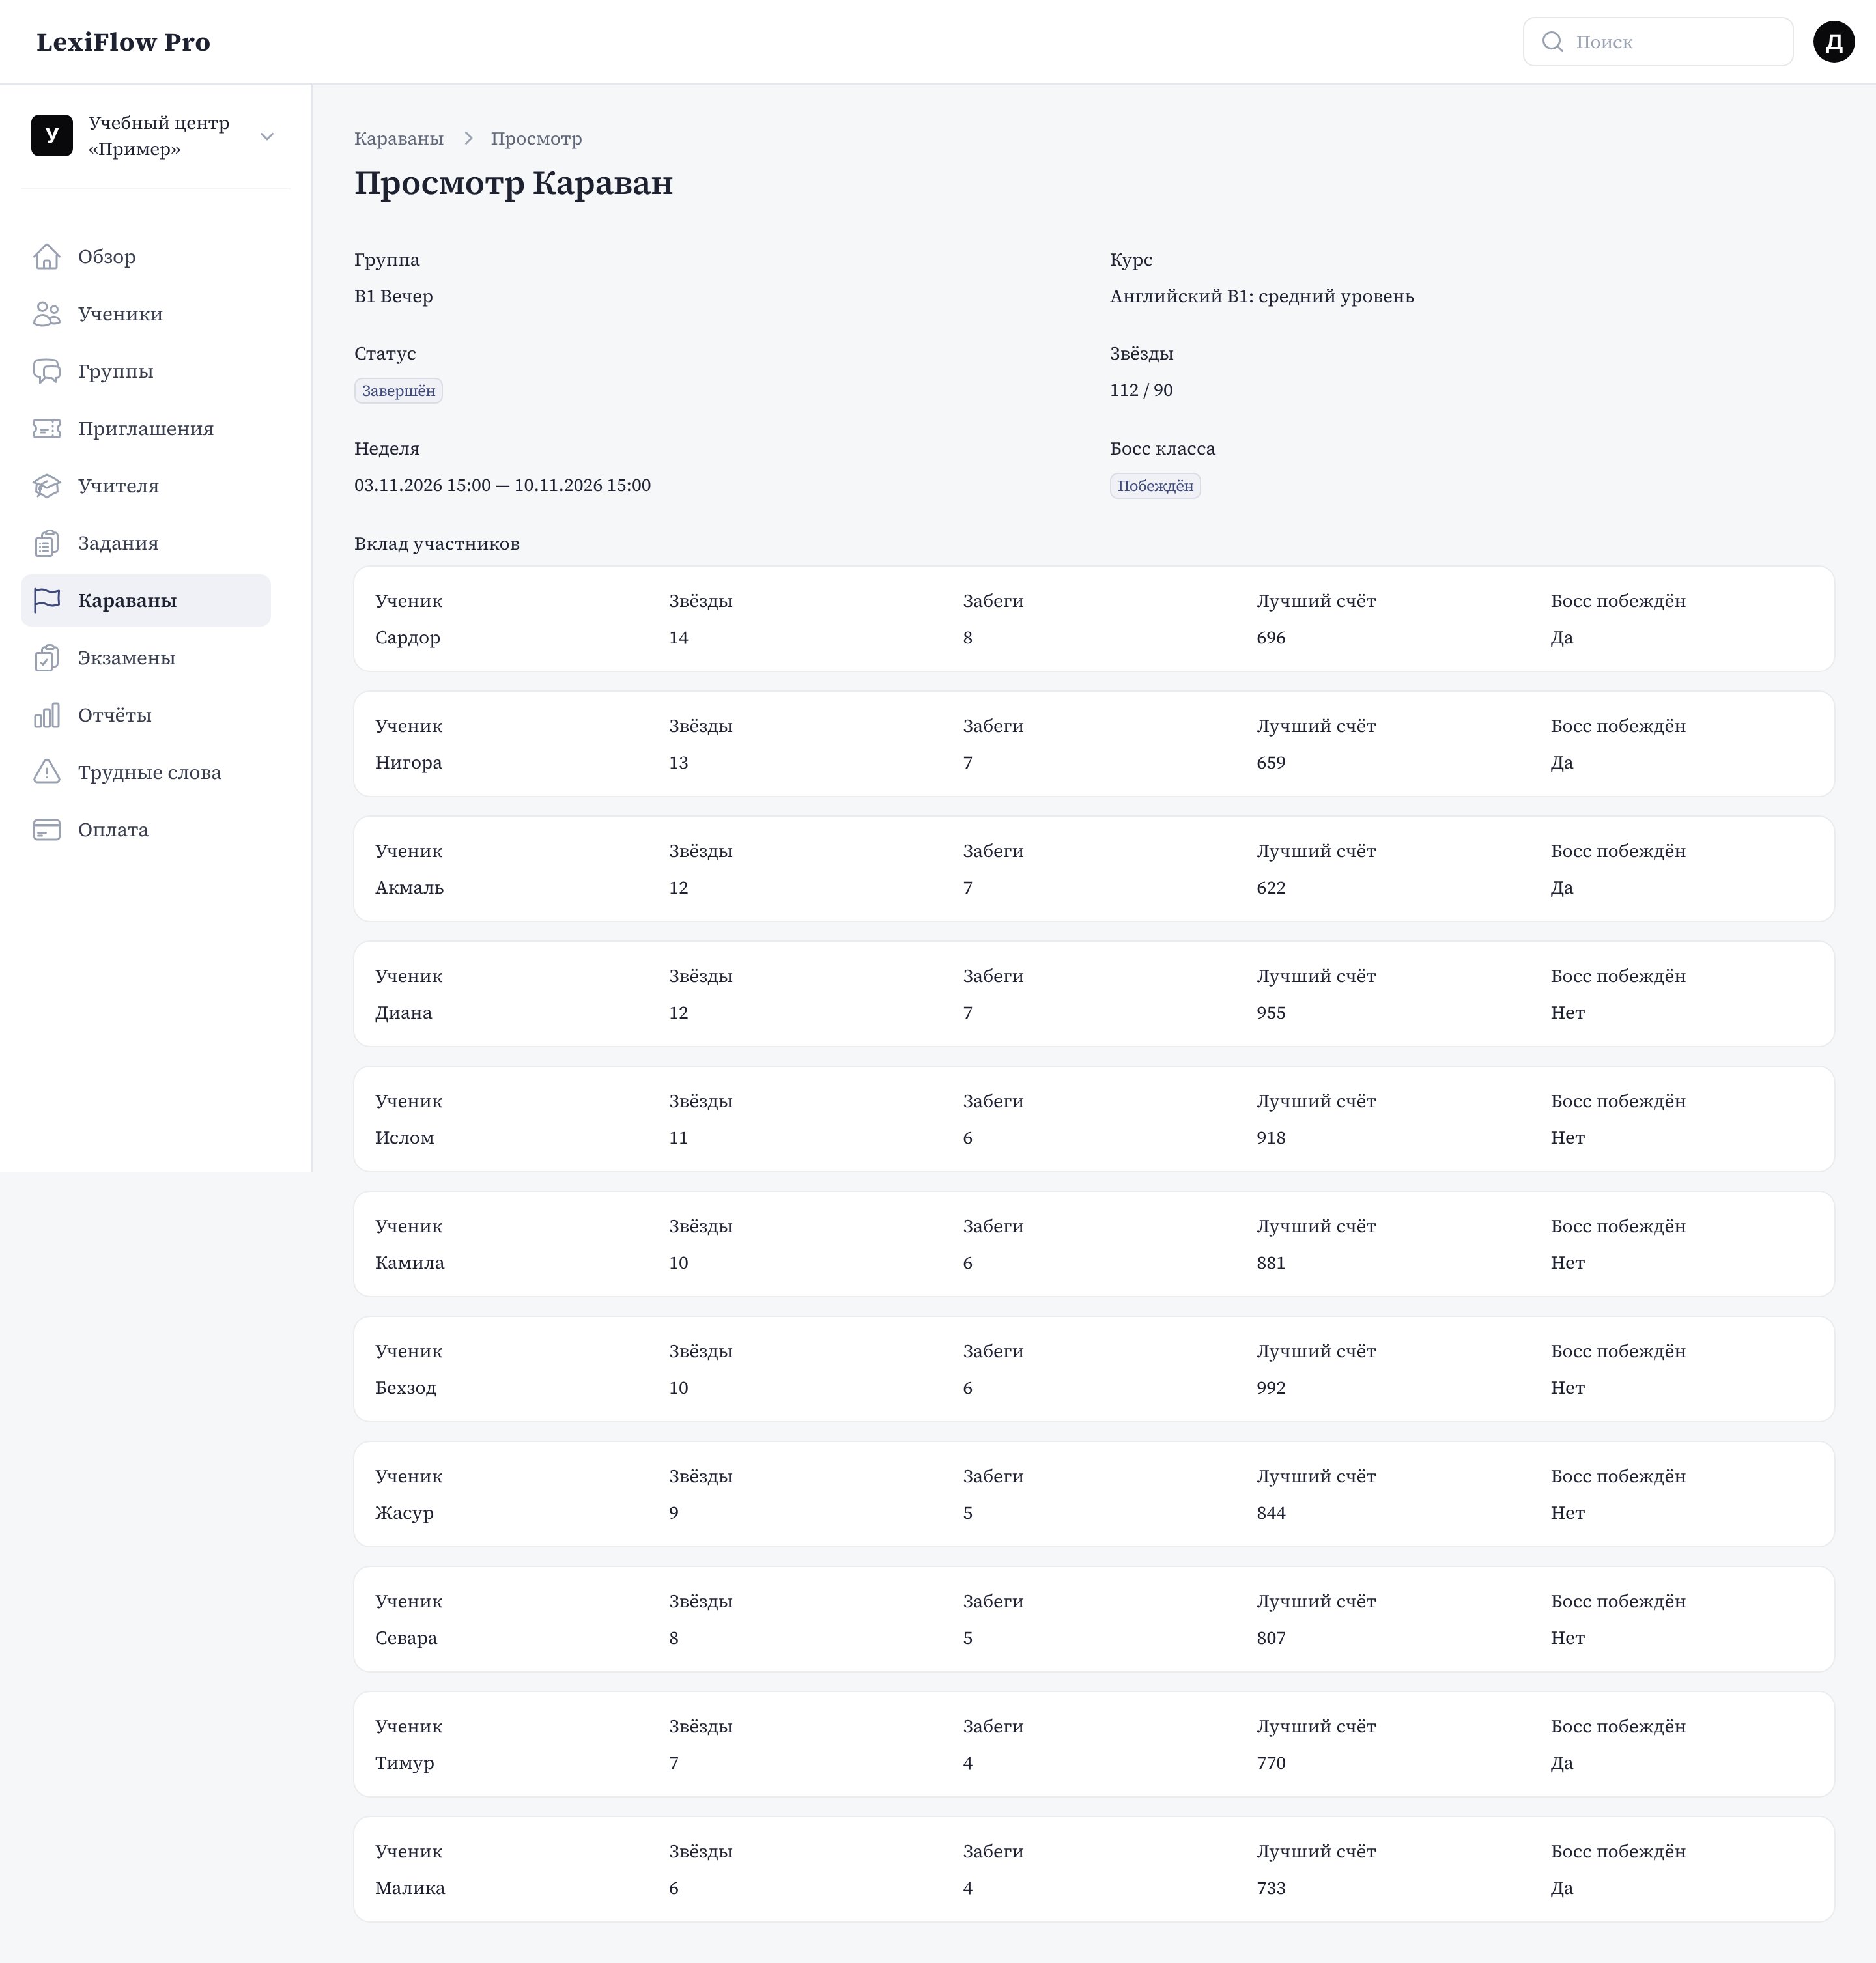 LexiFlow Pro
Поиск
Д
У
Учебный центр
«Пример»
Обзор
Ученики
Группы
Приглашения
Учителя
Задания
Караваны
Экзамены
Отчёты
Трудные слова
Оплата
Караваны Просмотр
Просмотр Караван
Группа Курс
B1 Вечер Английский B1: средний уровень
Статус Звёзды
Завершён 112 / 90
Неделя Босс класса
03.11.2026 15:00 — 10.11.2026 15:00 Побеждён
Вклад участников
Ученик Звёзды Забеги Лучший счёт Босс побеждён
Сардор 14 8 696 Да
Ученик Звёзды Забеги Лучший счёт Босс побеждён
Нигора 13 7 659 Да
Ученик Звёзды Забеги Лучший счёт Босс побеждён
Акмаль 12 7 622 Да
Ученик Звёзды Забеги Лучший счёт Босс побеждён
Диана 12 7 955 Нет
Ученик Звёзды Забеги Лучший счёт Босс побеждён
Ислом 11 6 918 Нет
Ученик Звёзды Забеги Лучший счёт Босс побеждён
Камила 10 6 881 Нет
Ученик Звёзды Забеги Лучший счёт Босс побеждён
Бехзод 10 6 992 Нет
Ученик Звёзды Забеги Лучший счёт Босс побеждён
Жасур 9 5 844 Нет
Ученик Звёзды Забеги Лучший счёт Босс побеждён
Севара 8 5 807 Нет
Ученик Звёзды Забеги Лучший счёт Босс побеждён
Тимур 7 4 770 Да
Ученик Звёзды Забеги Лучший счёт Босс побеждён
Малика 6 4 733 Да